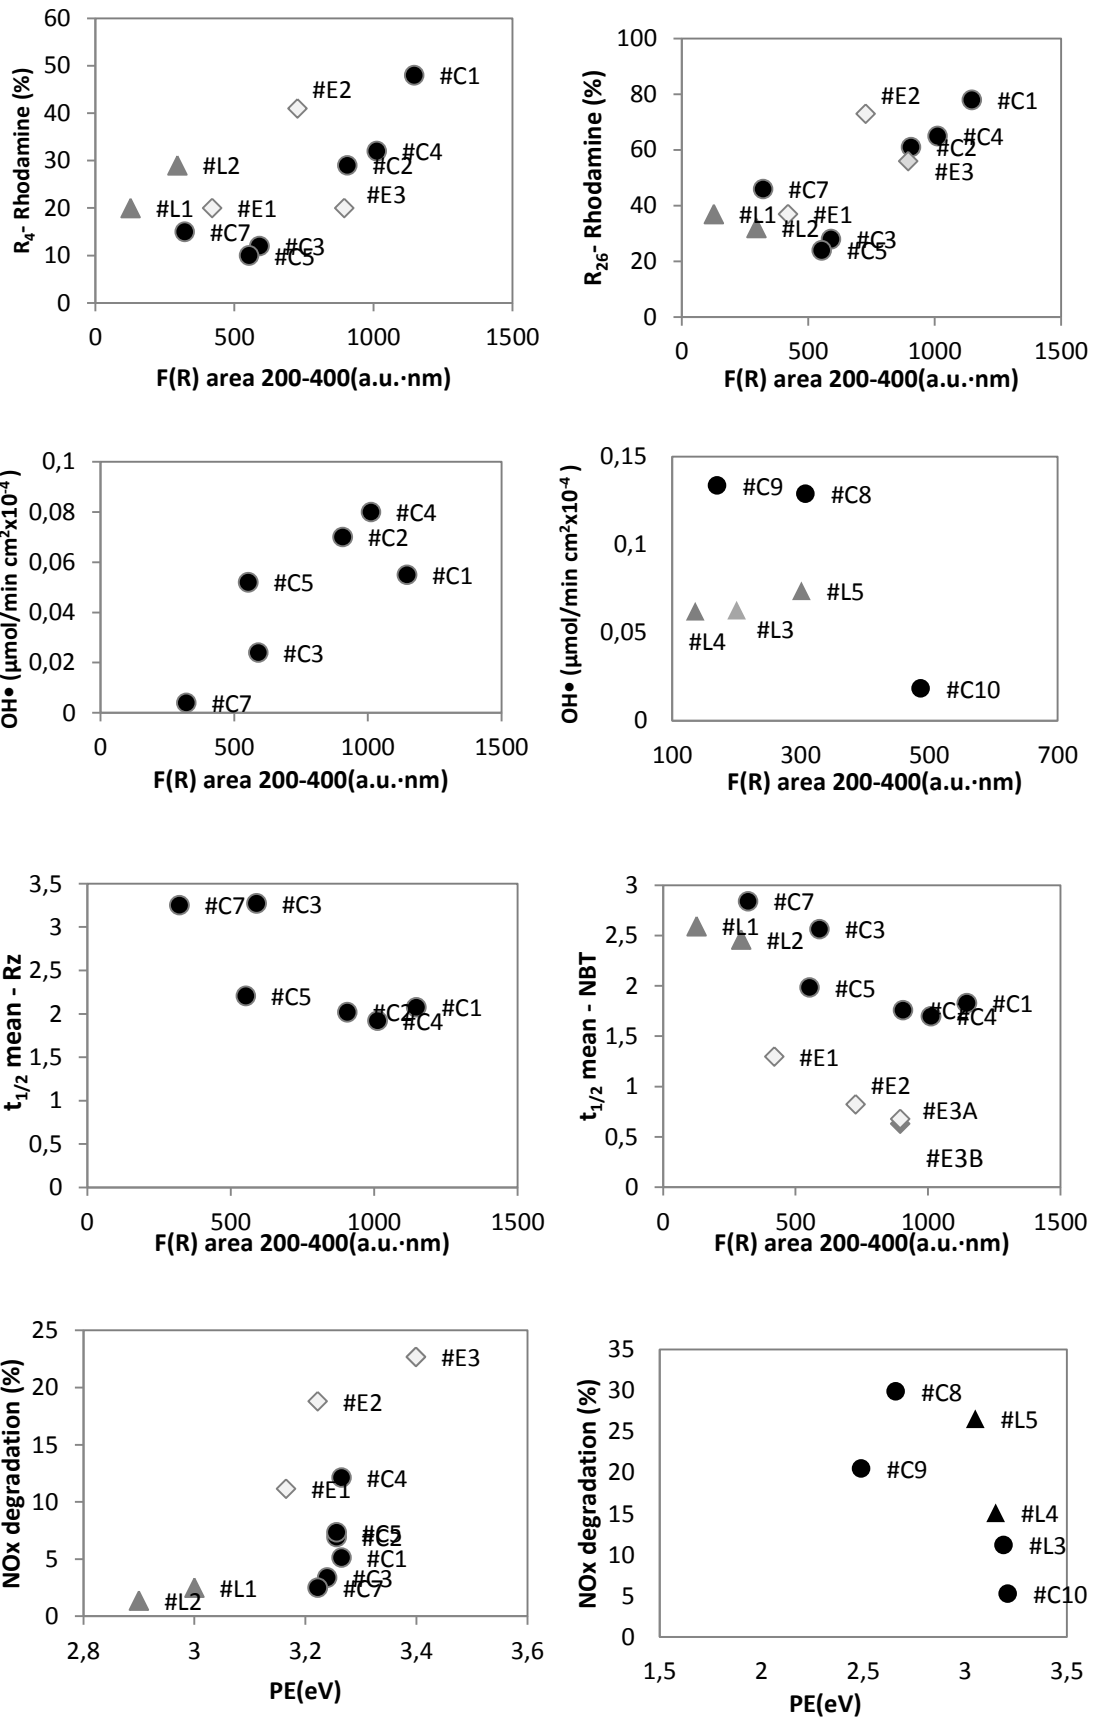 60
50
40
30
20
10
0
R4- Rhodamine (%)
#C1
#E2
#C4
#C2
#L2
#E3
#L1
#E1
#C7
#C3
#C5
0 500 1000 1500
F(R) area 200-400(a.u.·nm)
100
80
60
40
20
0
R26- Rhodamine (%)
#E2
#C1
#C4
#C2
#E3
#C7
#L1
#E1
#L2
#C3
#C5
0 500 1000 1500
F(R) area 200-400(a.u.·nm)
0,1
0,08
0,06
0,04
0,02
0
OH• (μmol/min cm²x10⁻⁴)
#C4
#C2
#C5
#C1
#C3
#C7
0 500 1000 1500
F(R) area 200-400(a.u.·nm)
0,15
0,1
0,05
0
OH• (μmol/min cm²x10⁻⁴)
#C9
#C8
#L5
#L3
#L4
#C10
100 300 500 700
F(R) area 200-400(a.u.·nm)
3,5
3
2,5
2
1,5
1
0,5
0
t1/2 mean - Rz
#C7
#C3
#C5
#C2
#C1
#C4
0 500 1000 1500
F(R) area 200-400(a.u.·nm)
3
2,5
2
1,5
1
0,5
0
t1/2 mean - NBT
#C7
#L1
#C3
#L2
#C5
#C1
#C2
#C4
#E1
#E2
#E3A
#E3B
0 500 1000 1500
F(R) area 200-400(a.u.·nm)
25
20
15
10
5
0
NOx degradation (%)
#E3
#E2
#C4
#E1
#C5
#C2
#C1
#C3
#C7
#L1
#L2
2,8 3 3,2 3,4 3,6
PE(eV)
35
30
25
20
15
10
5
0
NOx degradation (%)
#C8
#L5
#C9
#L4
#L3
#C10
1,5 2 2,5 3 3,5
PE(eV)